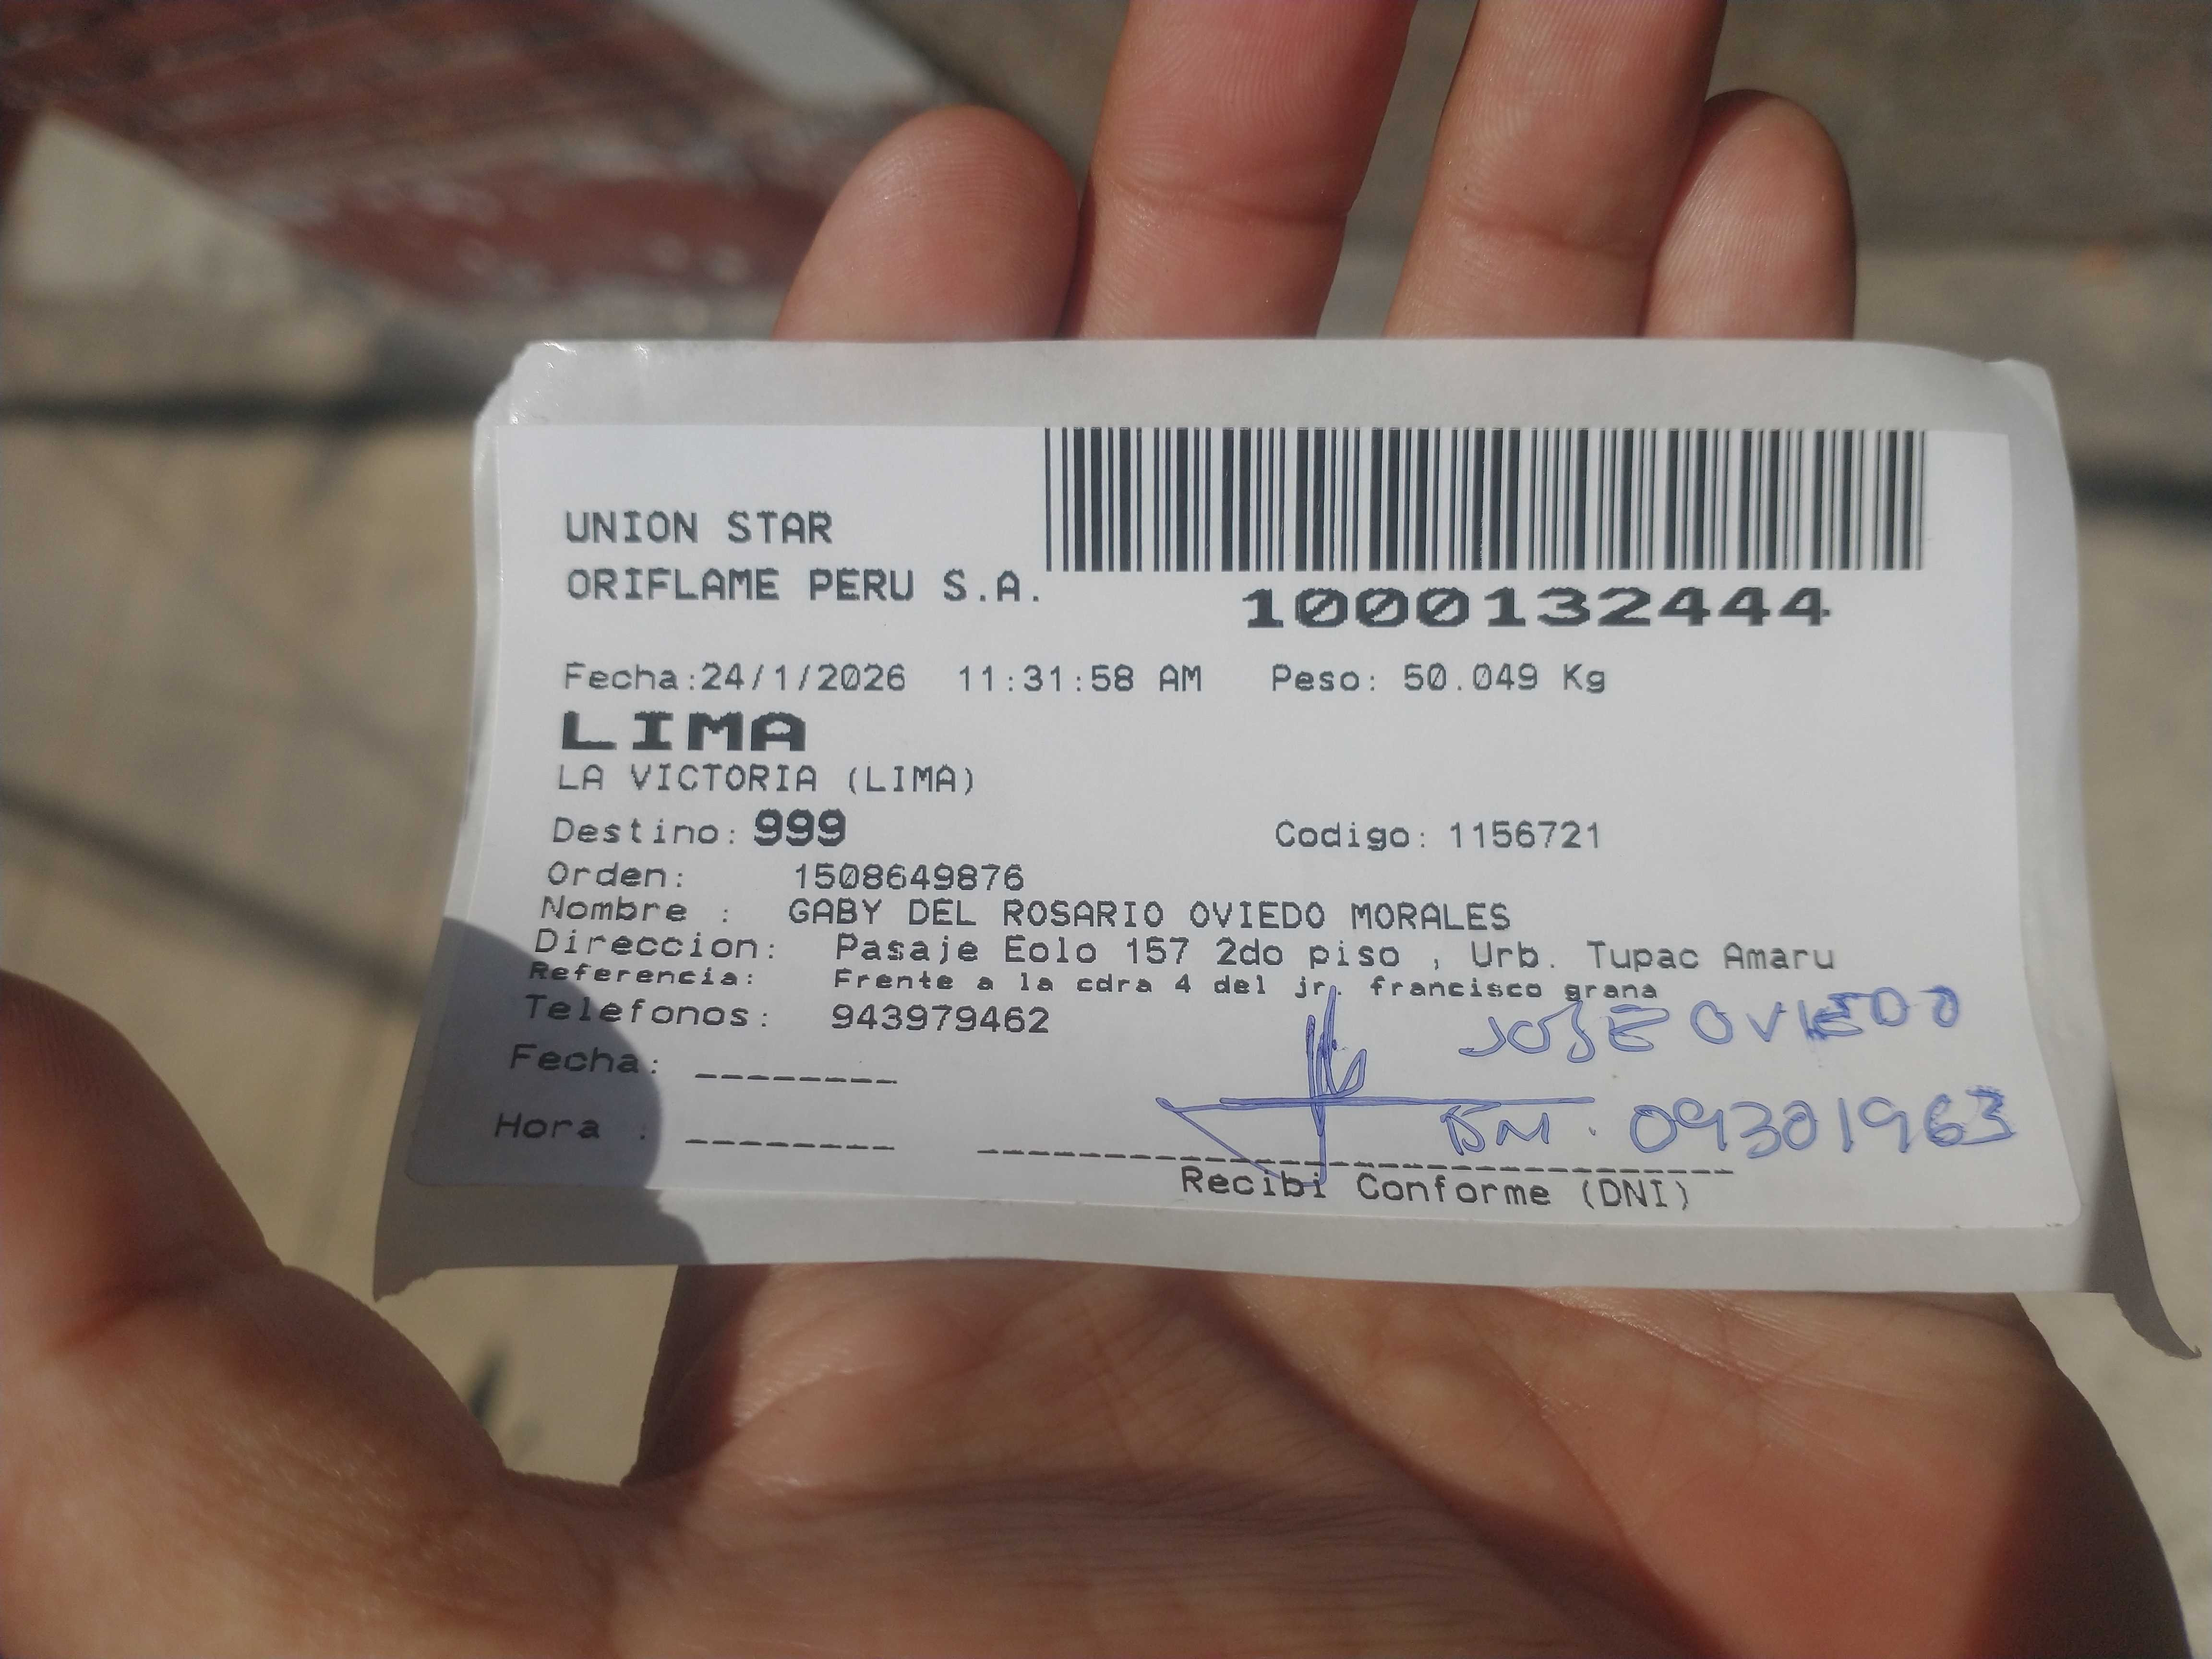 UNION STAR
ORIFLAME PERU S.A.
1000132444
Fecha:24/1/2026 11:31:58 AM Peso: 50.049 Kg
LIMA
LA VICTORIA (LIMA)
Destino: 999 Codigo: 1156721
Orden: 1508649876
Nombre : GABY DEL ROSARIO OVIEDO MORALES
Direccion: Pasaje Eolo 157 2do piso , Urb. Tupac Amaru
Referencia: Frente a la cdra 4 del jr. francisco grana
Telefonos: 943979462
JOSE OVIEDO
Fecha: ________
09301963
Hora : ________
Recibi Conforme (DNI)